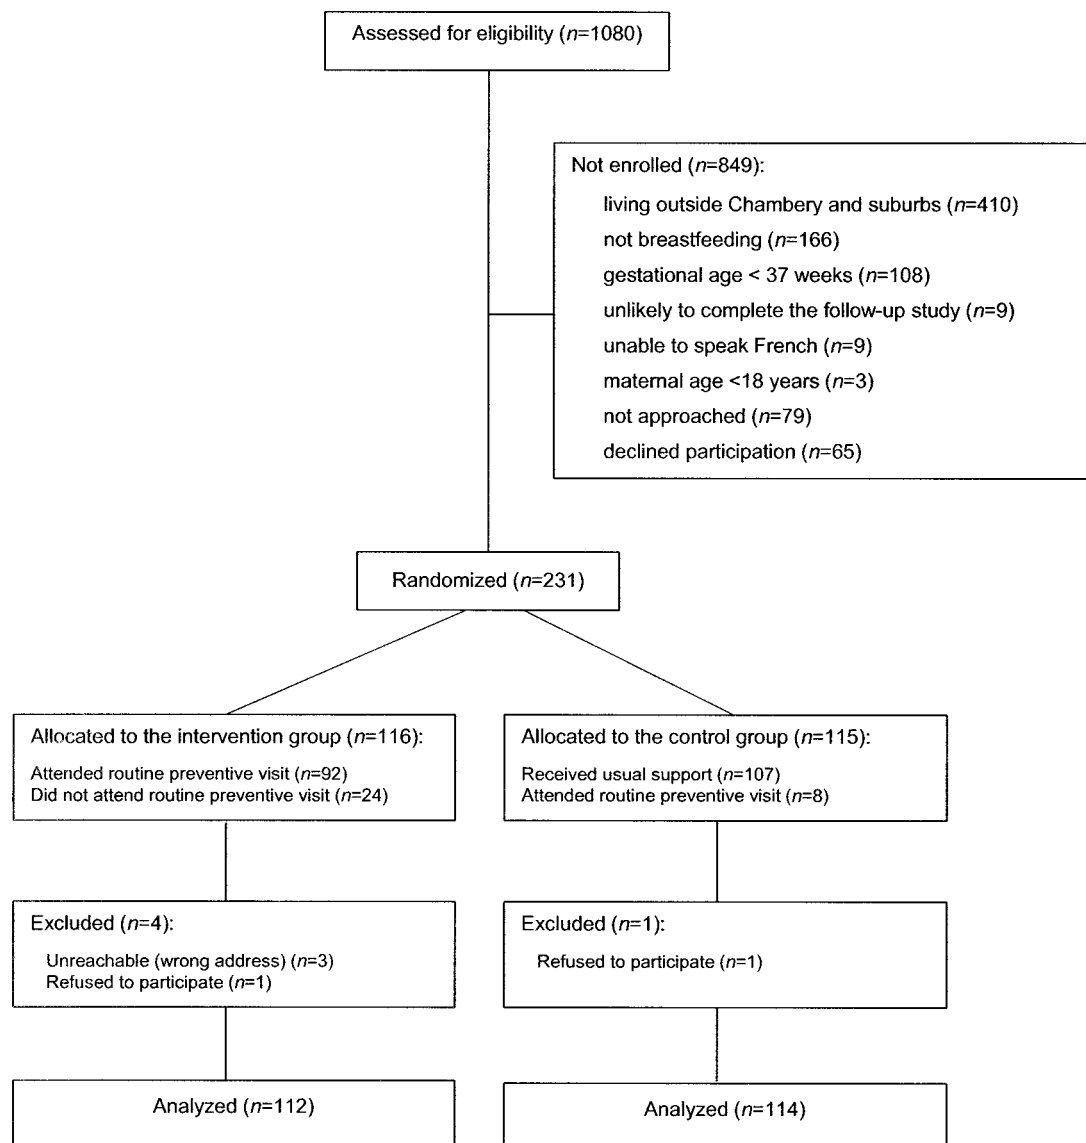 Assessed for eligibility (n=1080)
Not enrolled (n=849):
living outside Chambery and suburbs (n=410)
not breastfeeding (n=166)
gestational age < 37 weeks (n=108)
unlikely to complete the follow-up study (n=9)
unable to speak French (n=9)
maternal age <18 years (n=3)
not approached (n=79)
declined participation (n=65)
Randomized (n=231)
Allocated to the intervention group (n=116):
Attended routine preventive visit (n=92)
Did not attend routine preventive visit (n=24)
Allocated to the control group (n=115):
Received usual support (n=107)
Attended routine preventive visit (n=8)
Excluded (n=4):
Unreachable (wrong address) (n=3)
Refused to participate (n=1)
Excluded (n=1):
Refused to participate (n=1)
Analyzed (n=112)
Analyzed (n=114)